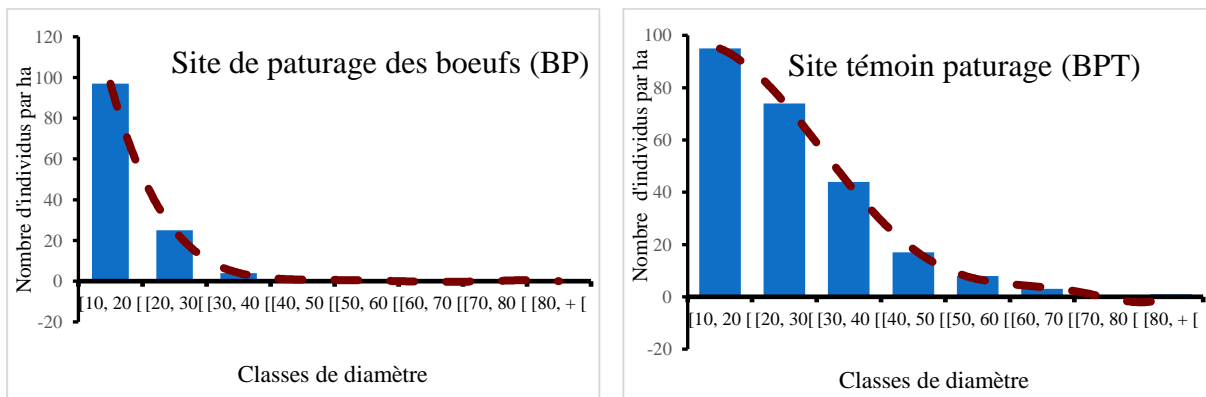 Site de paturage des boeufs (BP)
Nombre d'individus par ha
120
100
80
60
40
20
0
-20
[10, 20 [ [20, 30[ [30, 40 [ [40, 50 [ [50, 60 [ [60, 70 [ [70, 80 [ [80, + [
Classes de diamètre
Site témoin paturage (BPT)
Nombre d'individus par ha
100
80
60
40
20
0
-20
[10, 20 [ [20, 30[ [30, 40 [ [40, 50 [ [50, 60 [ [60, 70 [ [70, 80 [ [80, + [
Classes de diamètre